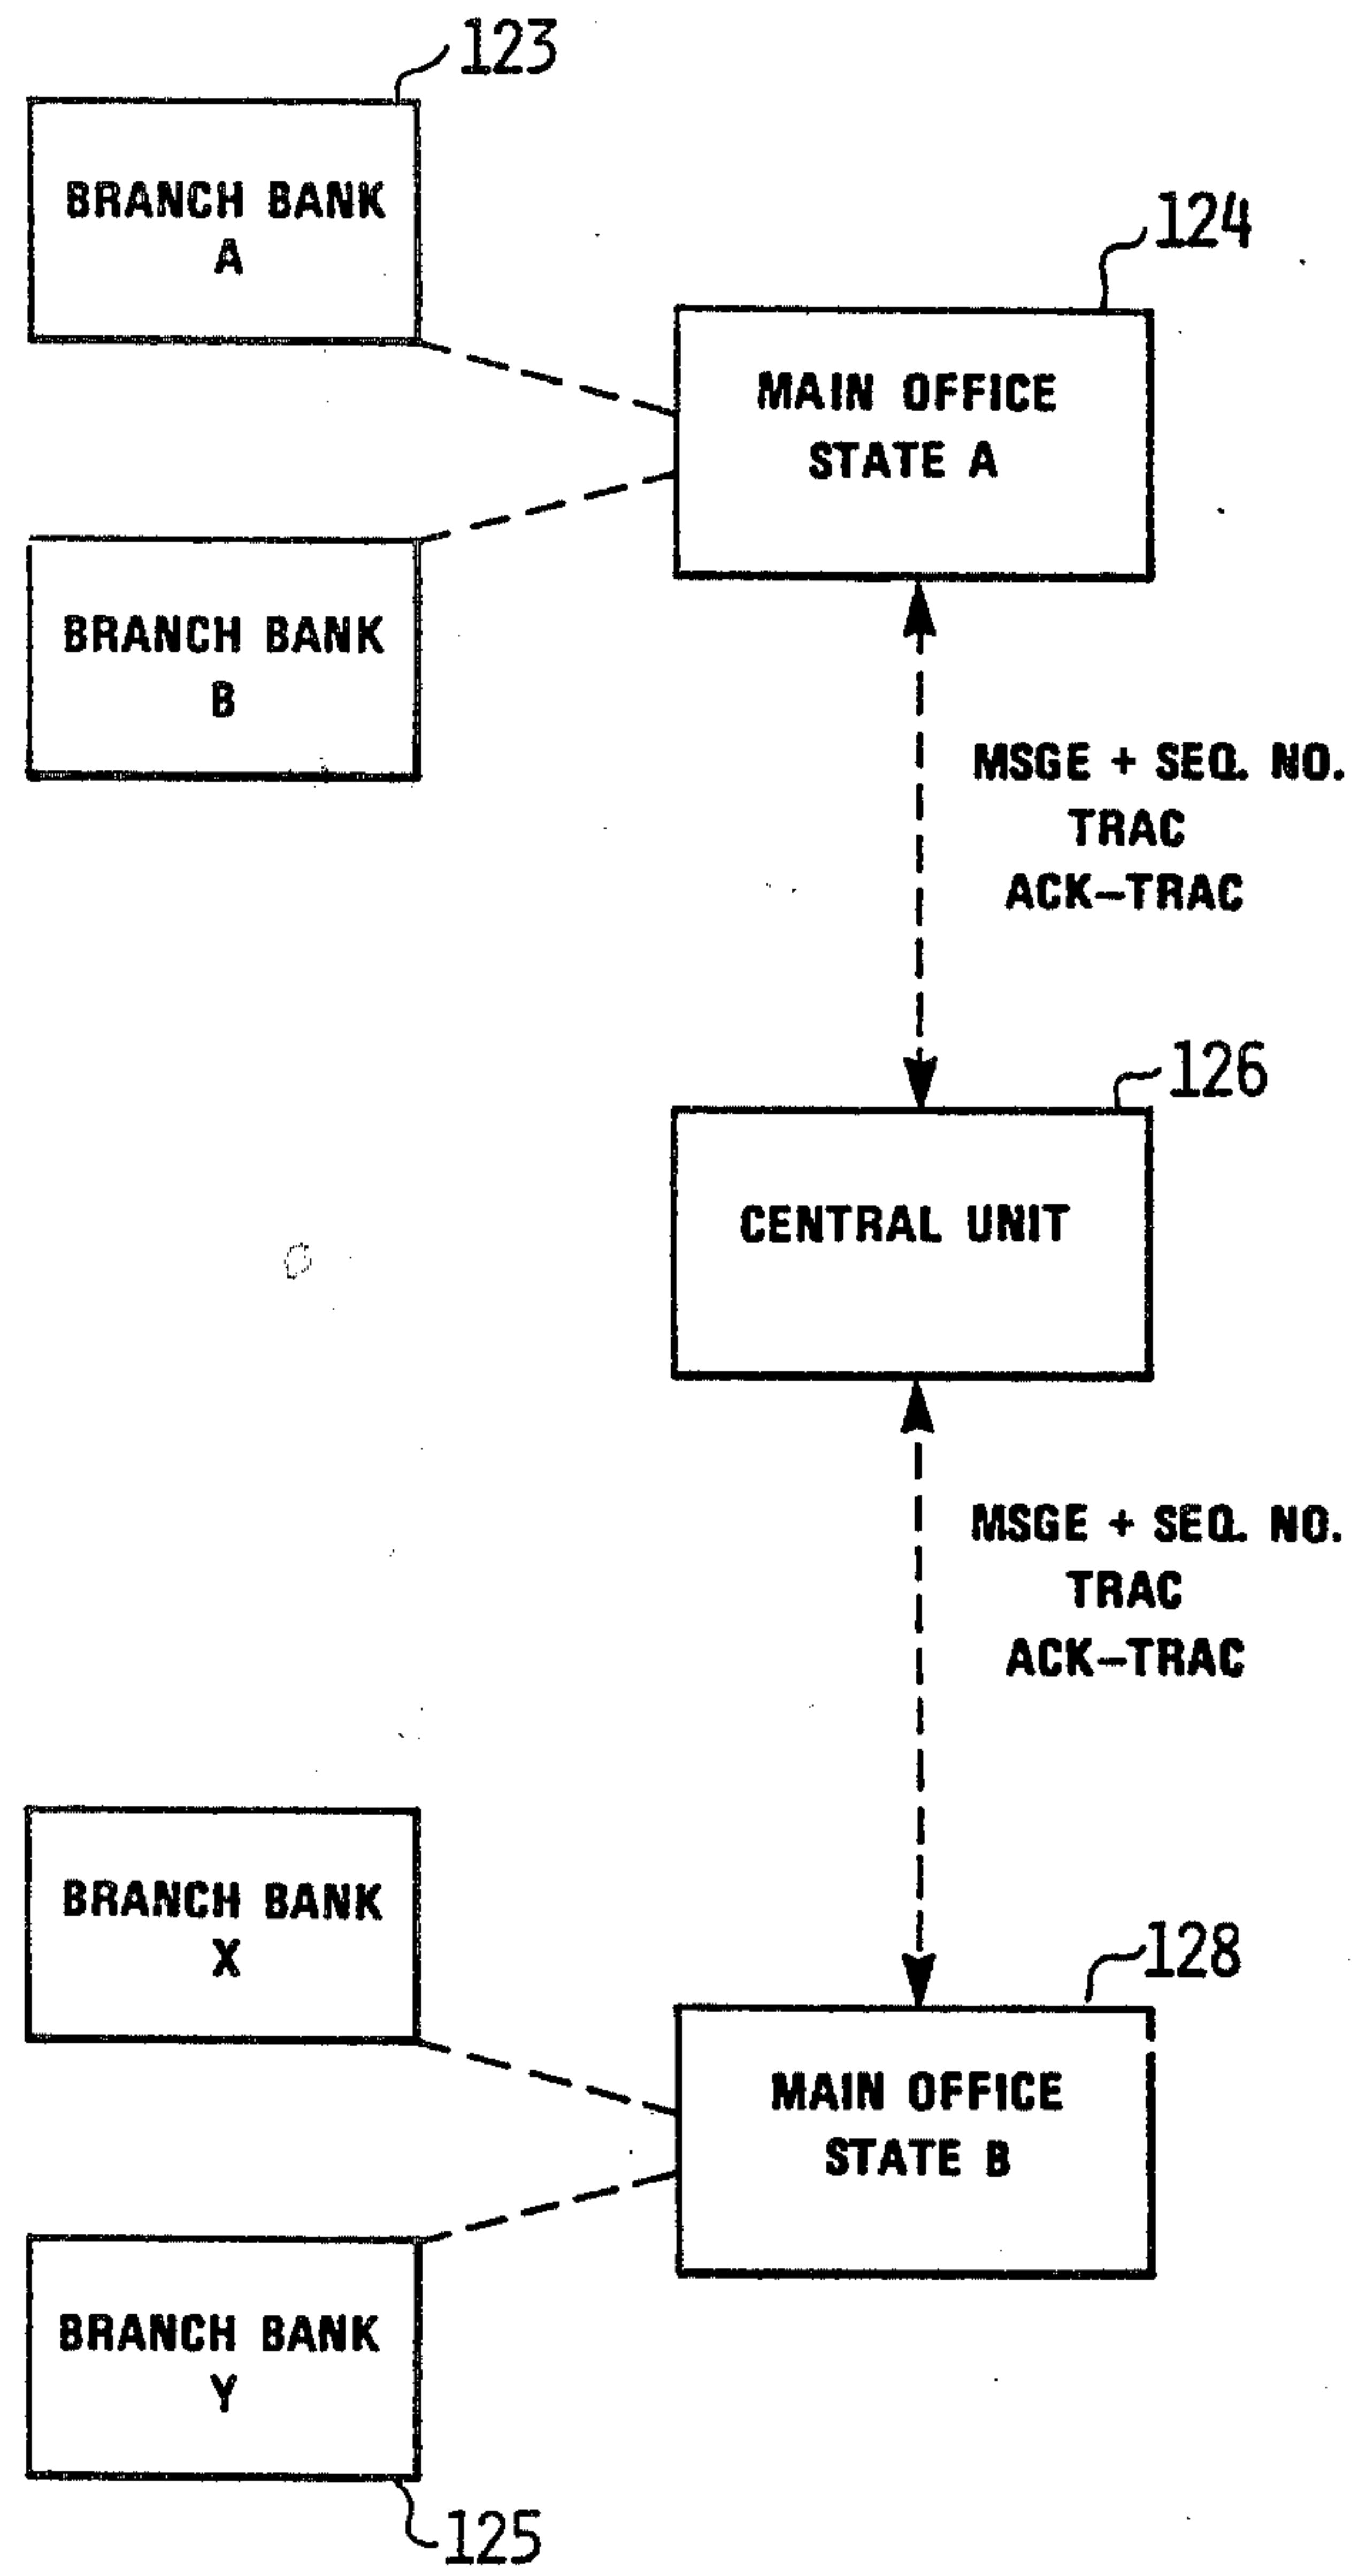 123
BRANCH BANK
A
124
MAIN OFFICE
STATE A
BRANCH BANK
B
MSGE + SEQ. NO.
TRAC
ACK–TRAC
126
CENTRAL UNIT
MSGE + SEQ. NO.
TRAC
ACK–TRAC
BRANCH BANK
X
128
MAIN OFFICE
STATE B
BRANCH BANK
Y
125